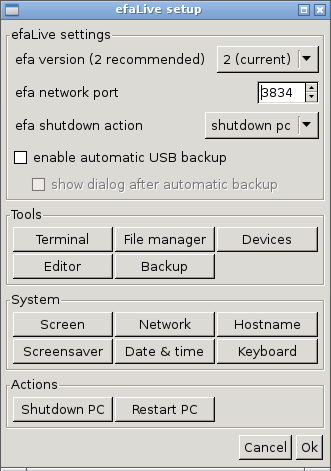 efaLive setup
efaLive settings
efa version (2 recommended) 2 (current)
efa network port 3834
efa shutdown action shutdown pc
enable automatic USB backup
show dialog after automatic backup
Tools
Terminal File manager Devices
Editor Backup
System
Screen Network Hostname
Screensaver Date & time Keyboard
Actions
Shutdown PC Restart PC
Cancel Ok